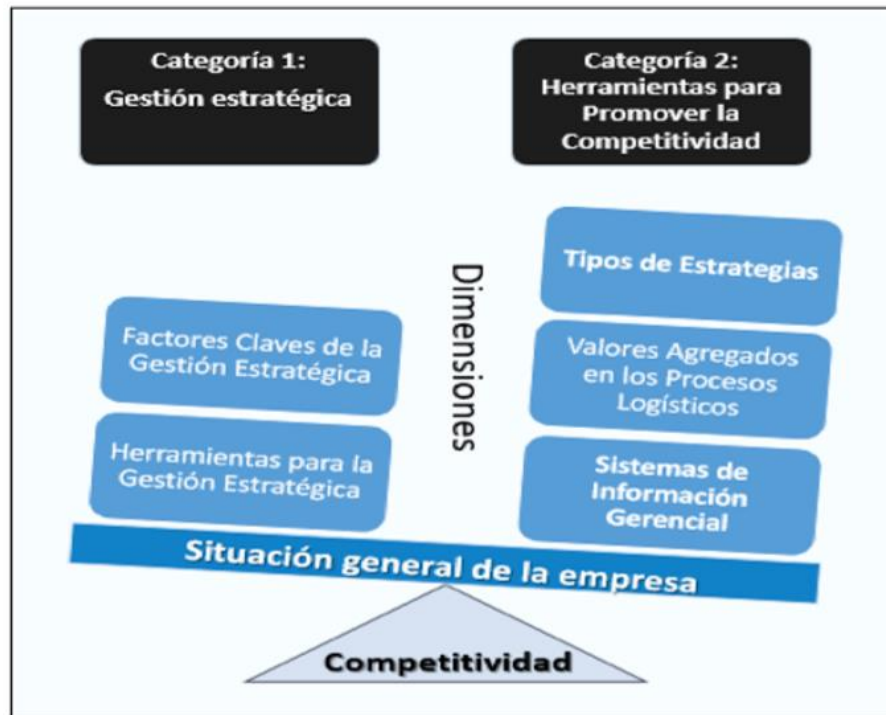 Categoría 1:
Gestión estratégica
Categoría 2:
Herramientas para
Promover la
Competitividad
Dimensiones
Factores Claves de la
Gestión Estratégica
Herramientas para la
Gestión Estratégica
Tipos de Estrategias
Valores Agregados
en los Procesos
Logísticos
Sistemas de
Información
Gerencial
Situación general de la empresa
Competitividad